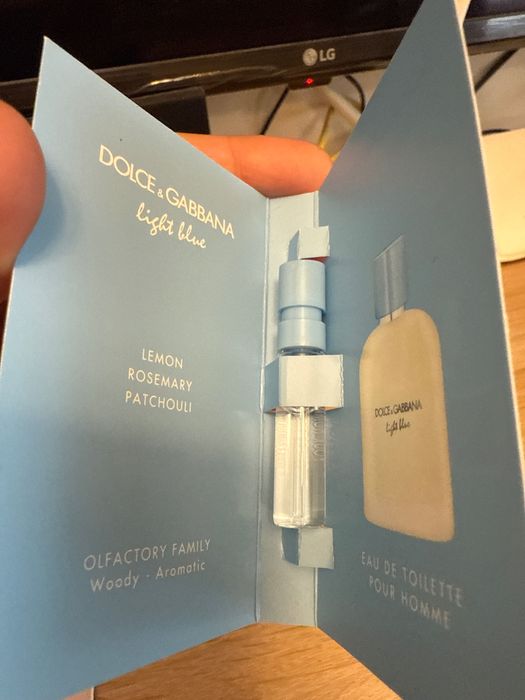 LG
DOLCE & GABBANA
light blue
LEMON
ROSEMARY
PATCHOULI
OLFACTORY FAMILY
Woody - Aromatic
DOLCE & GABBANA
light blue
EAU DE TOILETTE
POUR HOMME